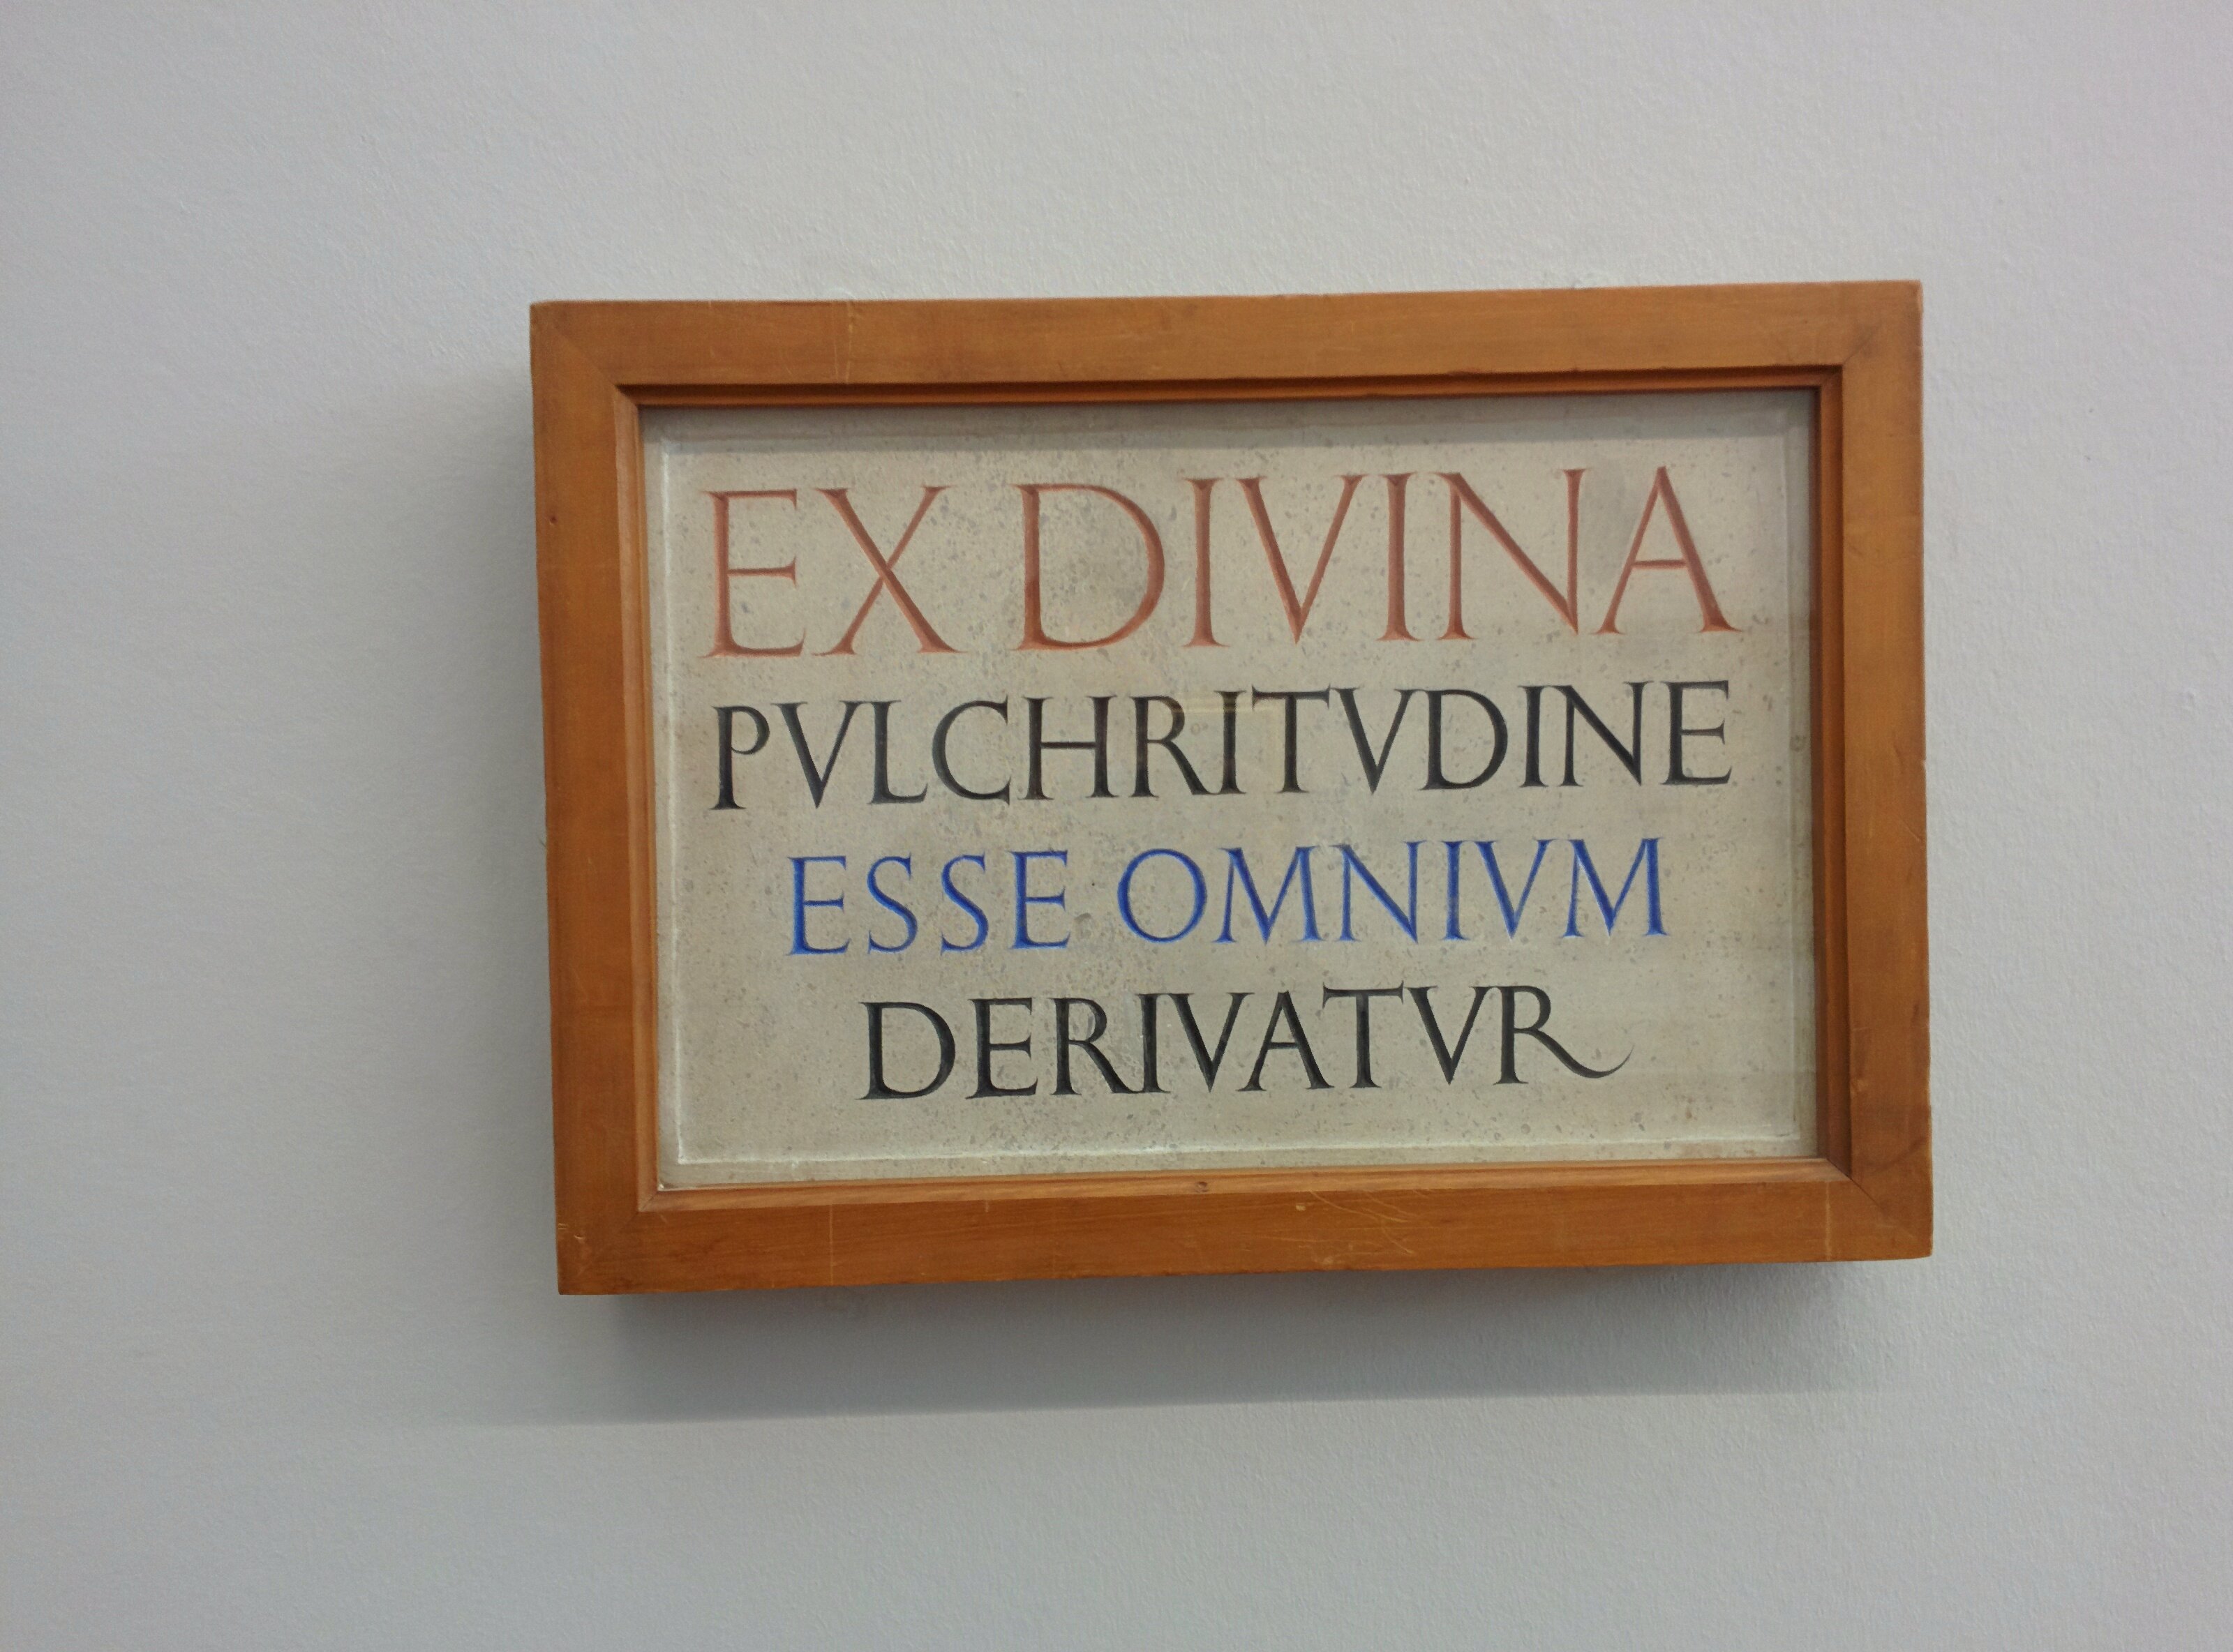 EX DIVINA
PVLCHRITVDINE
ESSE OMNIVM
DERIVATVR